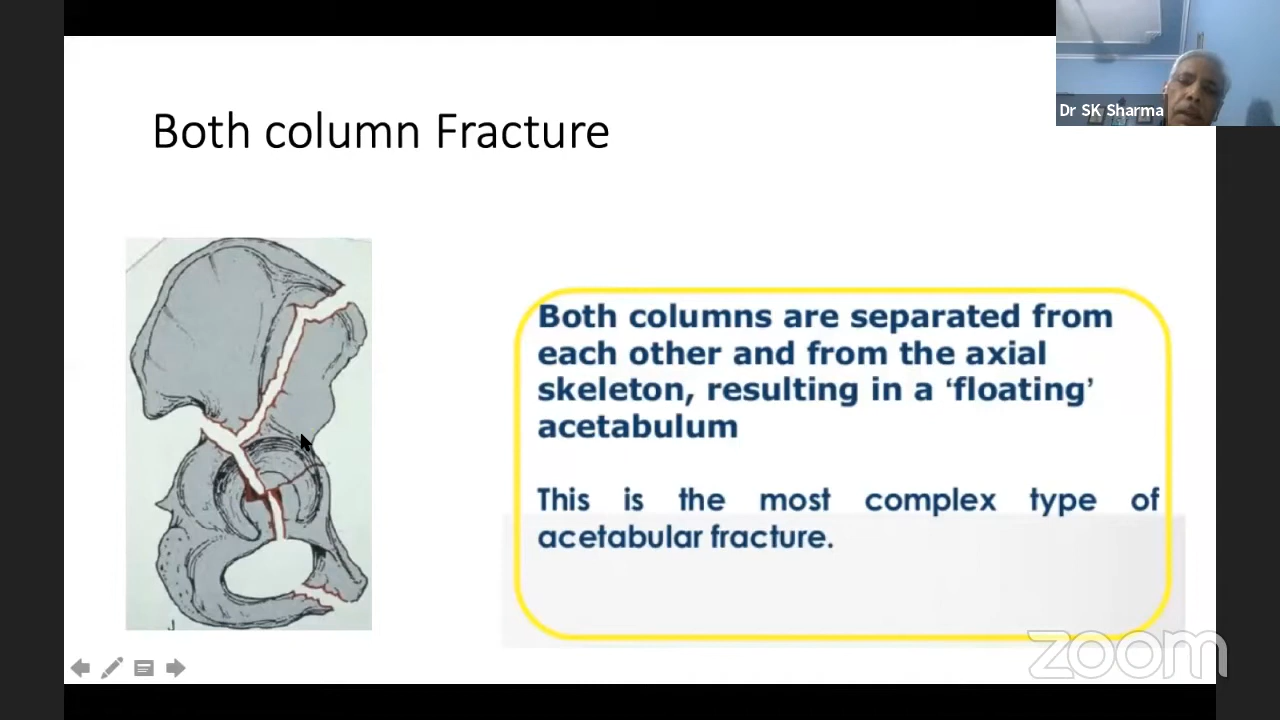 Dr SK Sharma
Both column Fracture
Both columns are separated from
each other and from the axial
skeleton, resulting in a ‘floating’
acetabulum
This is the most complex type of
acetabular fracture.
zoom